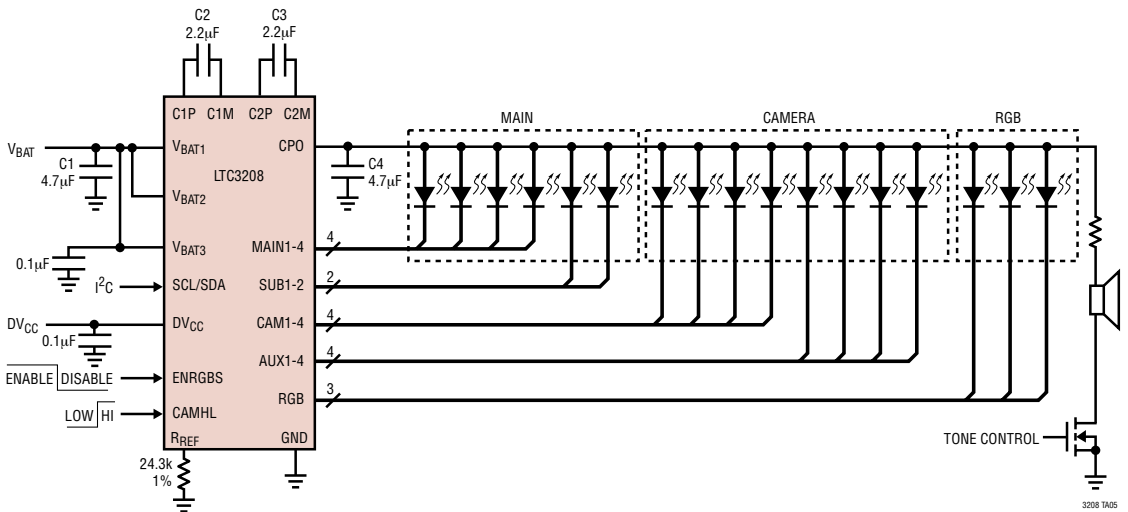 C2
2.2µF
C3
2.2µF
C1P C1M C2P C2M
MAIN
CAMERA
RGB
VBAT
VBAT1
CPO
C1
4.7µF
LTC3208
C4
4.7µF
VBAT2
VBAT3
0.1µF
MAIN1-4
4
I2C
SCL/SDA
SUB1-2
2
DVCC
DVCC
0.1µF
CAM1-4
4
AUX1-4
4
ENABLE DISABLE
ENRGBS
RGB
3
LOW HI
CAMHL
RREF
GND
TONE CONTROL
24.3k
1%
3208 TA05